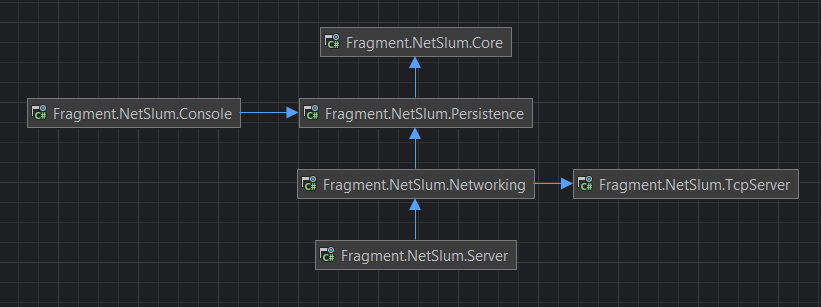 Fragment.NetSlum.Core
Fragment.NetSlum.Console
Fragment.NetSlum.Persistence
Fragment.NetSlum.Networking
Fragment.NetSlum.TcpServer
Fragment.NetSlum.Server